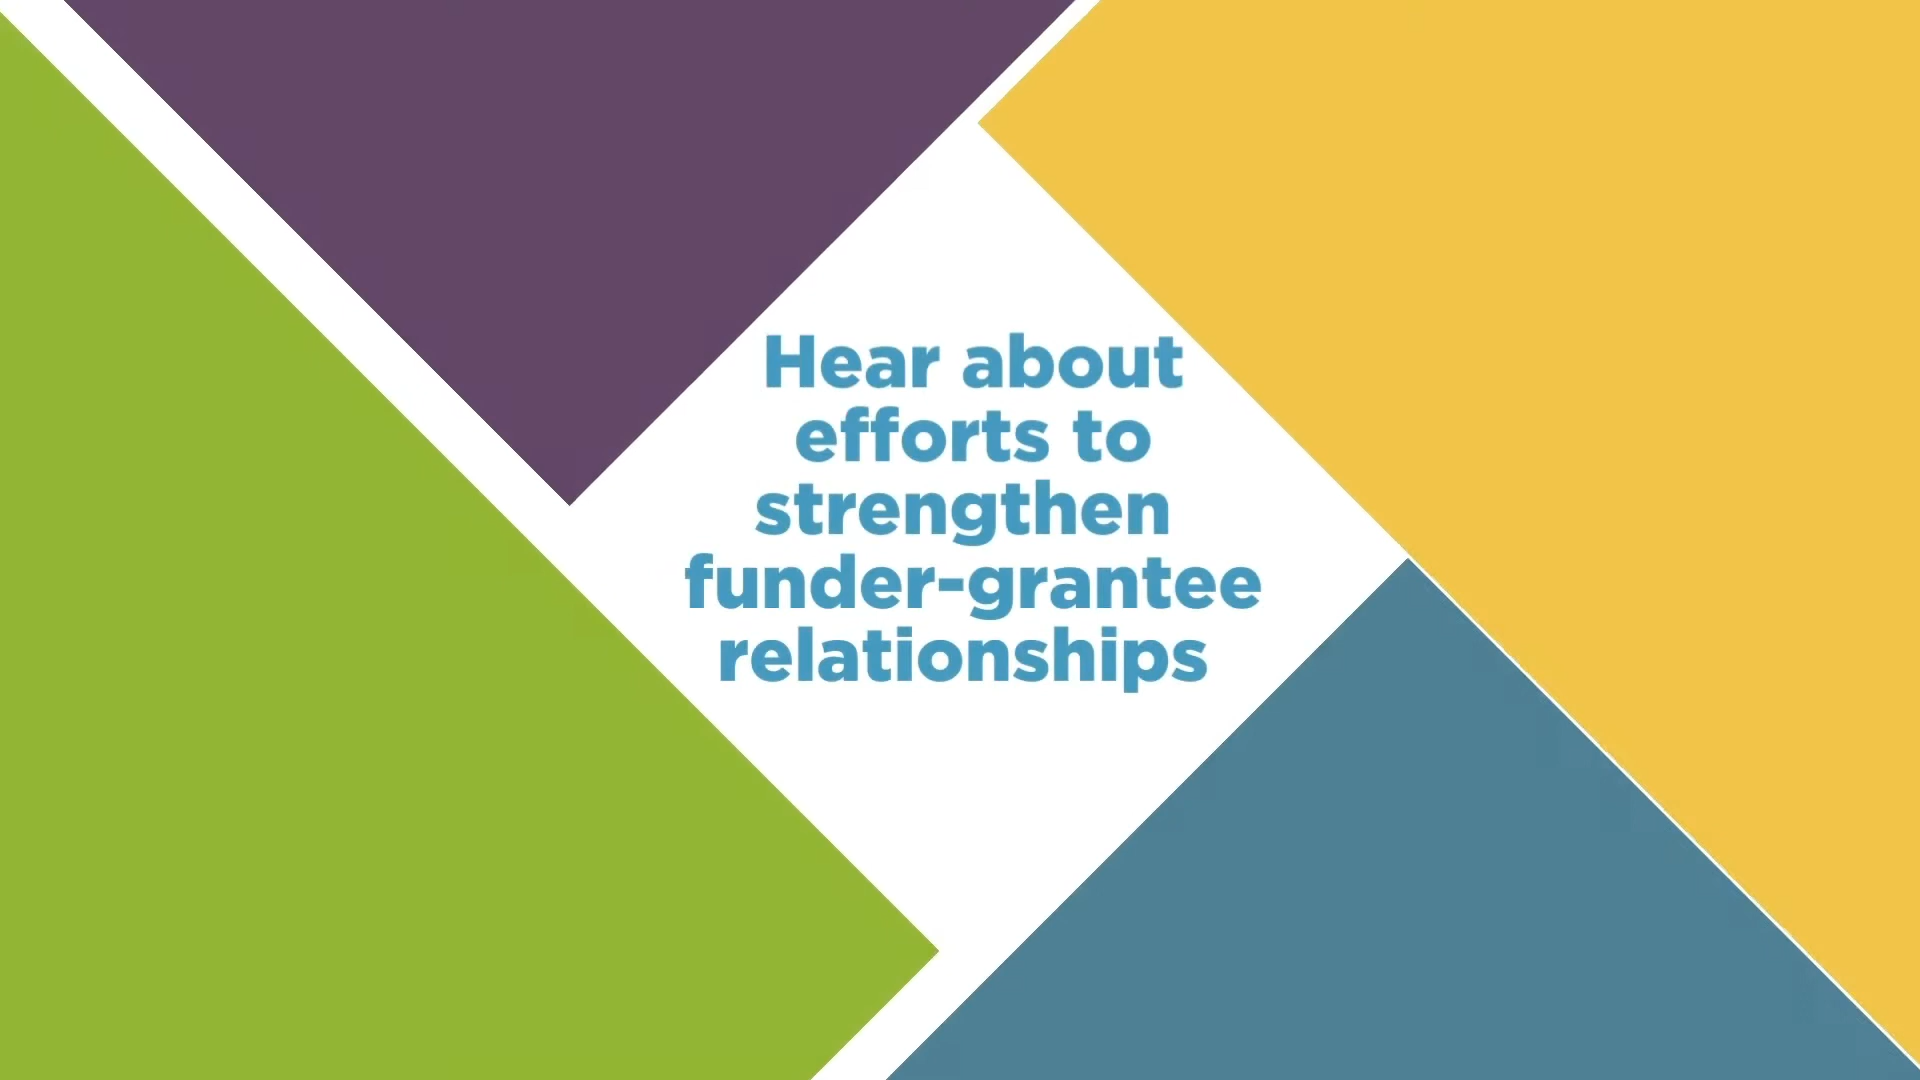 Hear about
efforts to
strengthen
funder-grantee
relationships